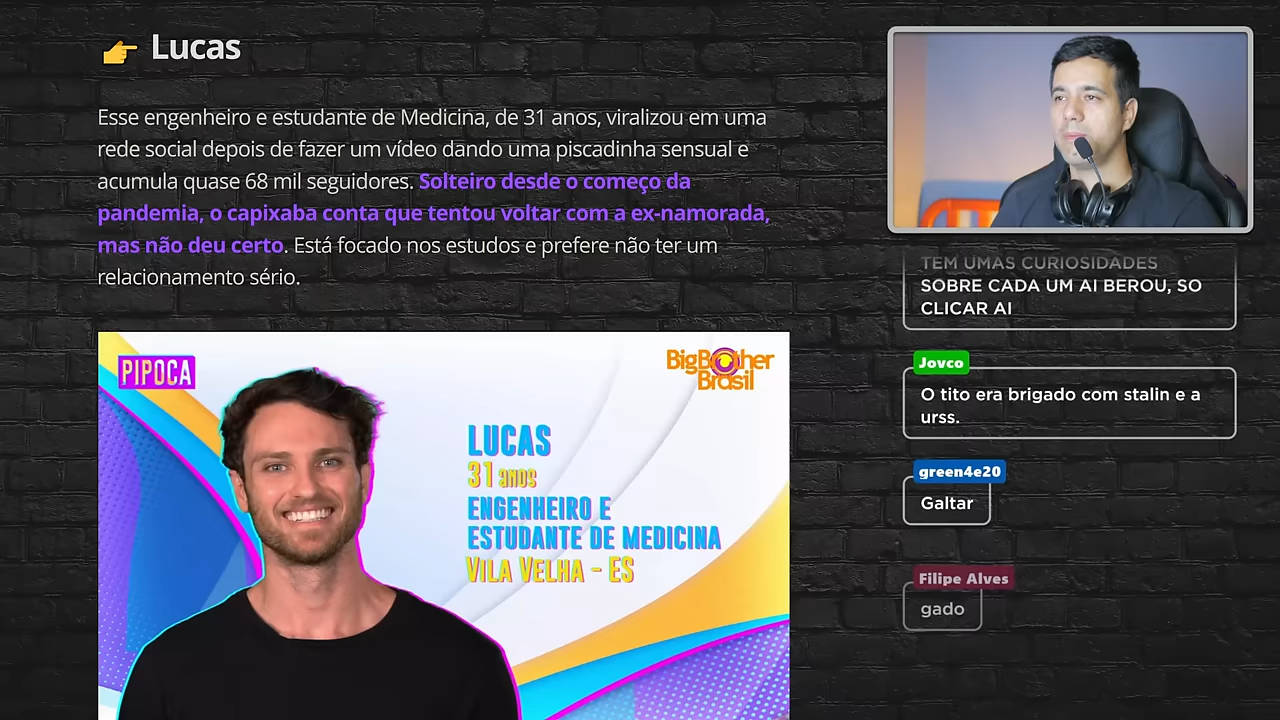 Lucas
Esse engenheiro e estudante de Medicina, de 31 anos, viralizou em uma
rede social depois de fazer um vídeo dando uma piscadinha sensual e
acumula quase 68 mil seguidores. Solteiro desde o começo da
pandemia, o capixaba conta que tentou voltar com a ex-namorada,
mas não deu certo. Está focado nos estudos e prefere não ter um
relacionamento sério.
PIPOCA
BigBrother
Brasil
LUCAS
31 anos
ENGENHEIRO E
ESTUDANTE DE MEDICINA
VILA VELHA - ES
TEM UMAS CURIOSIDADES
SOBRE CADA UM AI BEROU, SO
CLICAR AI
Jovco
O tito era brigado com stalin e a
urss.
green4e20
Galtar
Filipe Alves
gado